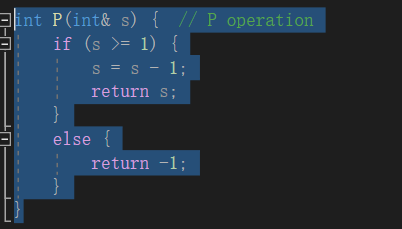 int P(int& s) {  // P operation
    if (s >= 1) {
        s = s - 1;
        return s;
    }
    else {
        return -1;
    }
}